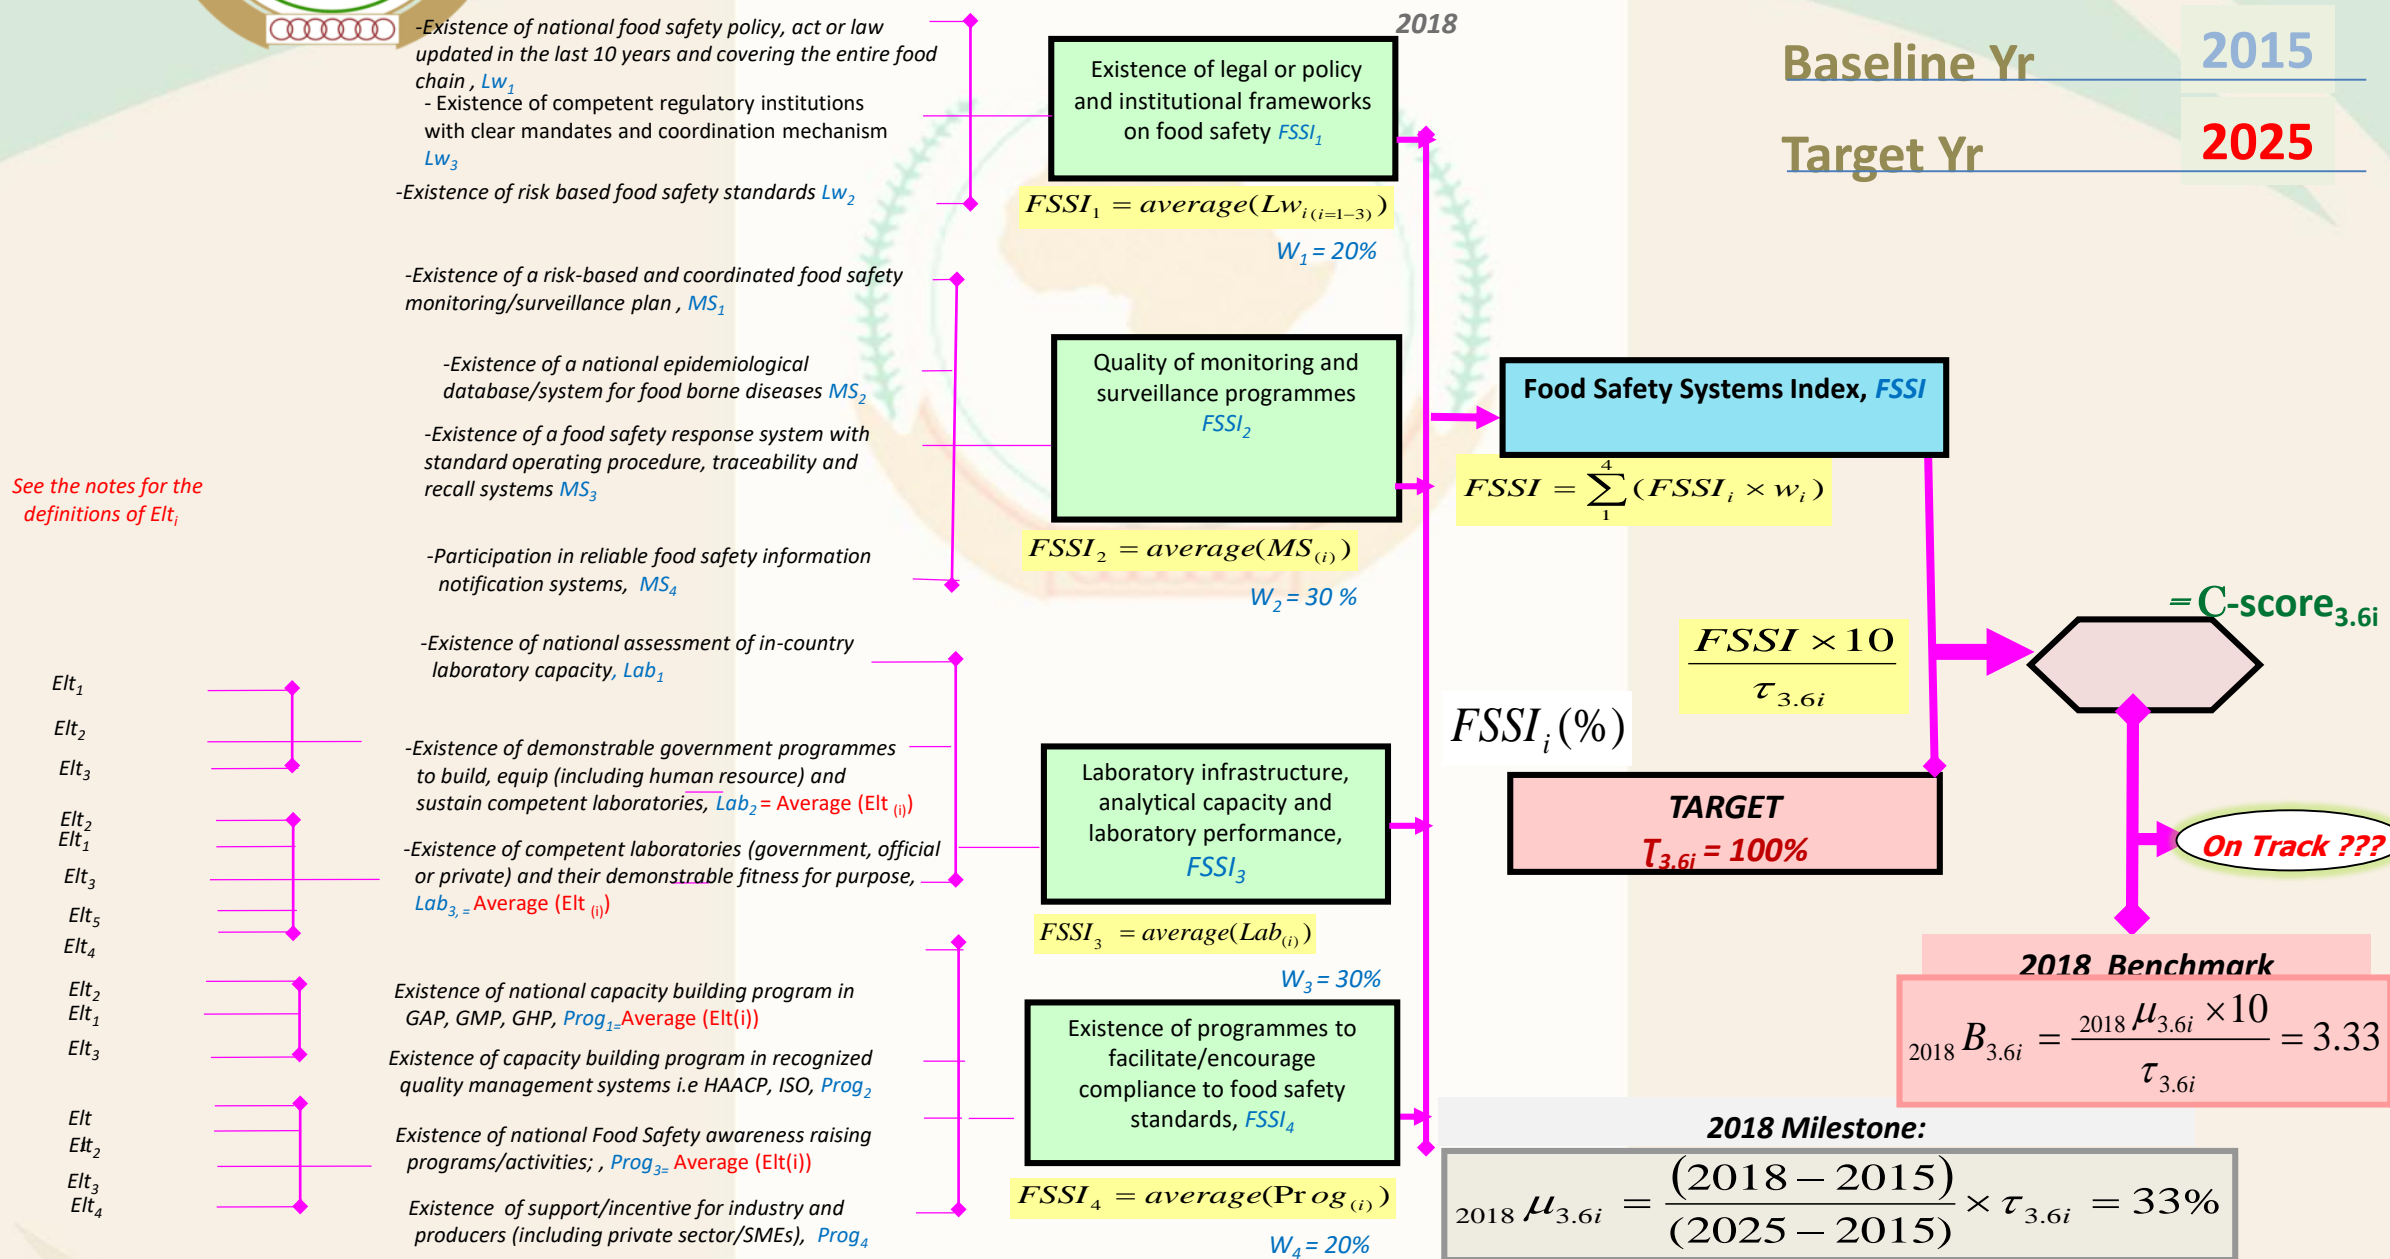 2018
Baseline Yr 2015
Target Yr 2025
-Existence of national food safety policy, act or law
updated in the last 10 years and covering the entire food
chain , Lw1
- Existence of competent regulatory institutions
with clear mandates and coordination mechanism
Lw3
-Existence of risk based food safety standards Lw2
Existence of legal or policy
and institutional frameworks
on food safety FSSI1
FSSI1 = average(Lwi(i=1−3))
W1 = 20%
-Existence of a risk-based and coordinated food safety
monitoring/surveillance plan , MS1
-Existence of a national epidemiological
database/system for food borne diseases MS2
-Existence of a food safety response system with
standard operating procedure, traceability and
recall systems MS3
-Participation in reliable food safety information
notification systems, MS4
Quality of monitoring and
surveillance programmes
FSSI2
FSSI2 = average(MS(i))
W2 = 30 %
See the notes for the
definitions of Elti
-Existence of national assessment of in-country
laboratory capacity, Lab1
Elt1
Elt2
Elt3
-Existence of demonstrable government programmes
to build, equip (including human resource) and
sustain competent laboratories, Lab2 = Average (Elt (i))
Elt2
Elt1
Elt3
Elt5
Elt4
-Existence of competent laboratories (government, official
or private) and their demonstrable fitness for purpose,
Lab3, = Average (Elt (i))
Laboratory infrastructure,
analytical capacity and
laboratory performance,
FSSI3
FSSI3 = average(Lab(i))
W3 = 30%
Elt2
Elt1
Elt3
Existence of national capacity building program in
GAP, GMP, GHP, Prog1=Average (Elt(i))
Existence of capacity building program in recognized
quality management systems i.e HAACP, ISO, Prog2
Elt
Elt2
Elt3
Elt4
Existence of national Food Safety awareness raising
programs/activities; , Prog3= Average (Elt(i))
Existence of support/incentive for industry and
producers (including private sector/SMEs), Prog4
Existence of programmes to
facilitate/encourage
compliance to food safety
standards, FSSI4
FSSI4 = average(Prog(i))
W4 = 20%
Food Safety Systems Index, FSSI
FSSI = ∑ 4 1 (FSSIi × wi)
FSSI × 10
τ3.6i
= C-score3.6i
FSSIi(%)
TARGET
Ʈ3.6i = 100%
On Track ???
2018 Benchmark
2018 B3.6i = 2018 μ3.6i ×10 / τ3.6i = 3.33
2018 Milestone:
2018 μ3.6i = (2018 − 2015) / (2025 − 2015) × τ3.6i = 33%